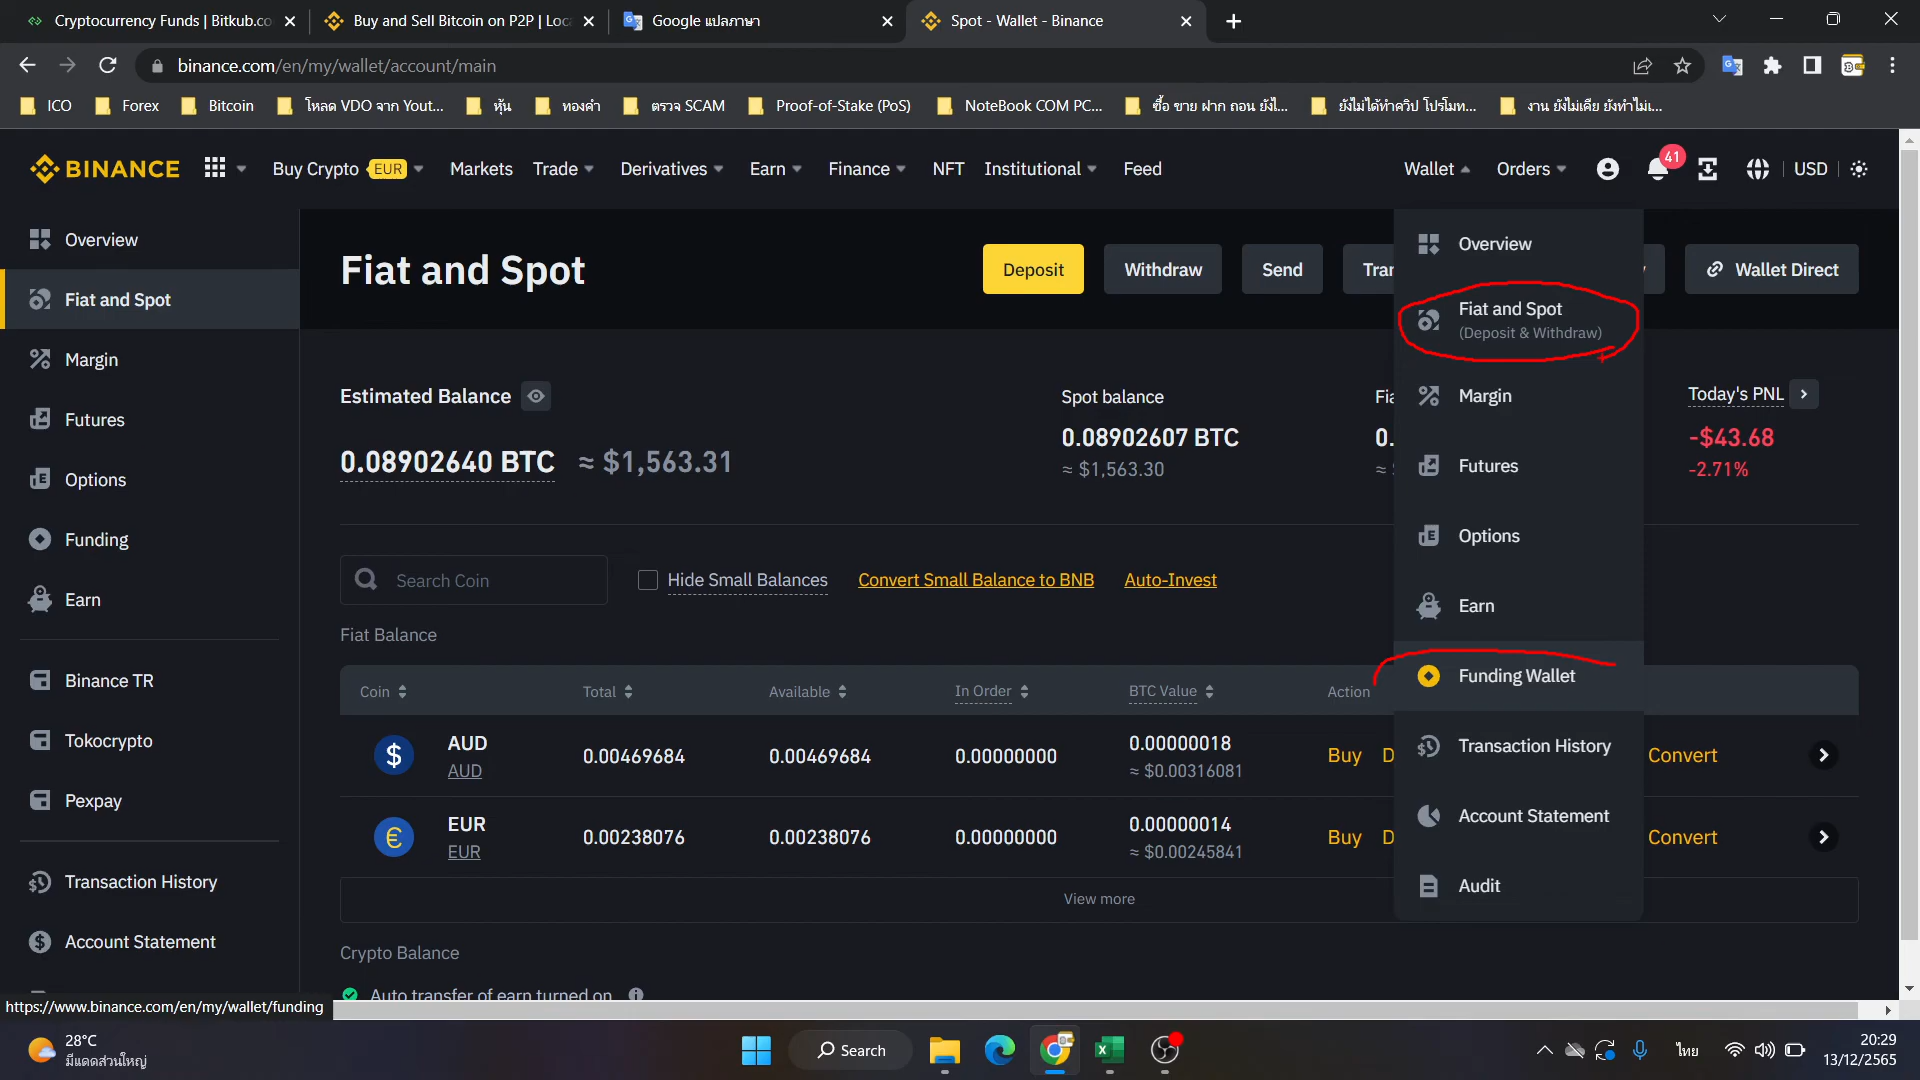 Cryptocurrency Funds | Bitkub.co
Buy and Sell Bitcoin on P2P | Loc
Google แปลภาษา
Spot - Wallet - Binance
binance.com/en/my/wallet/account/main
ICO
Forex
Bitcoin
โหลด VDO จาก Yout...
หุ้น
ทองคำ
ตรวจ SCAM
Proof-of-Stake (PoS)
NoteBook COM PC...
ซื้อ ขาย ฝาก ถอน ยังไ...
ยังไม่ได้ทำควิป โปรโมท...
งาน ยังไม่เคีย ยังทำไม่เ...
BINANCE
Buy Crypto EUR
Markets
Trade
Derivatives
Earn
Finance
NFT
Institutional
Feed
Wallet
Orders
41
USD
Overview
Fiat and Spot
Margin
Futures
Options
Funding
Earn
Binance TR
Tokocrypto
Pexpay
Transaction History
Account Statement
https://www.binance.com/en/my/wallet/funding
Fiat and Spot
Deposit
Withdraw
Send
Tran
Wallet Direct
Estimated Balance
0.08902640 BTC ≈ $1,563.31
Spot balance
0.08902607 BTC
≈ $1,563.30
Fia
0.
≈ $
Today's PNL
-$43.68
-2.71%
Search Coin
Hide Small Balances
Convert Small Balance to BNB
Auto-Invest
Fiat Balance
Coin Total Available In Order BTC Value Action
AUD
AUD
0.00469684 0.00469684 0.00000000
0.00000018
≈ $0.00316081
Buy D Convert
EUR
EUR
0.00238076 0.00238076 0.00000000
0.00000014
≈ $0.00245841
Buy D Convert
View more
Crypto Balance
Auto transfer of earn turned on
Overview
Fiat and Spot
(Deposit & Withdraw)
Margin
Futures
Options
Earn
Funding Wallet
Transaction History
Account Statement
Audit
28°C
มีแดดส่วนใหญ่
Search
ไทย
20:29
13/12/2565